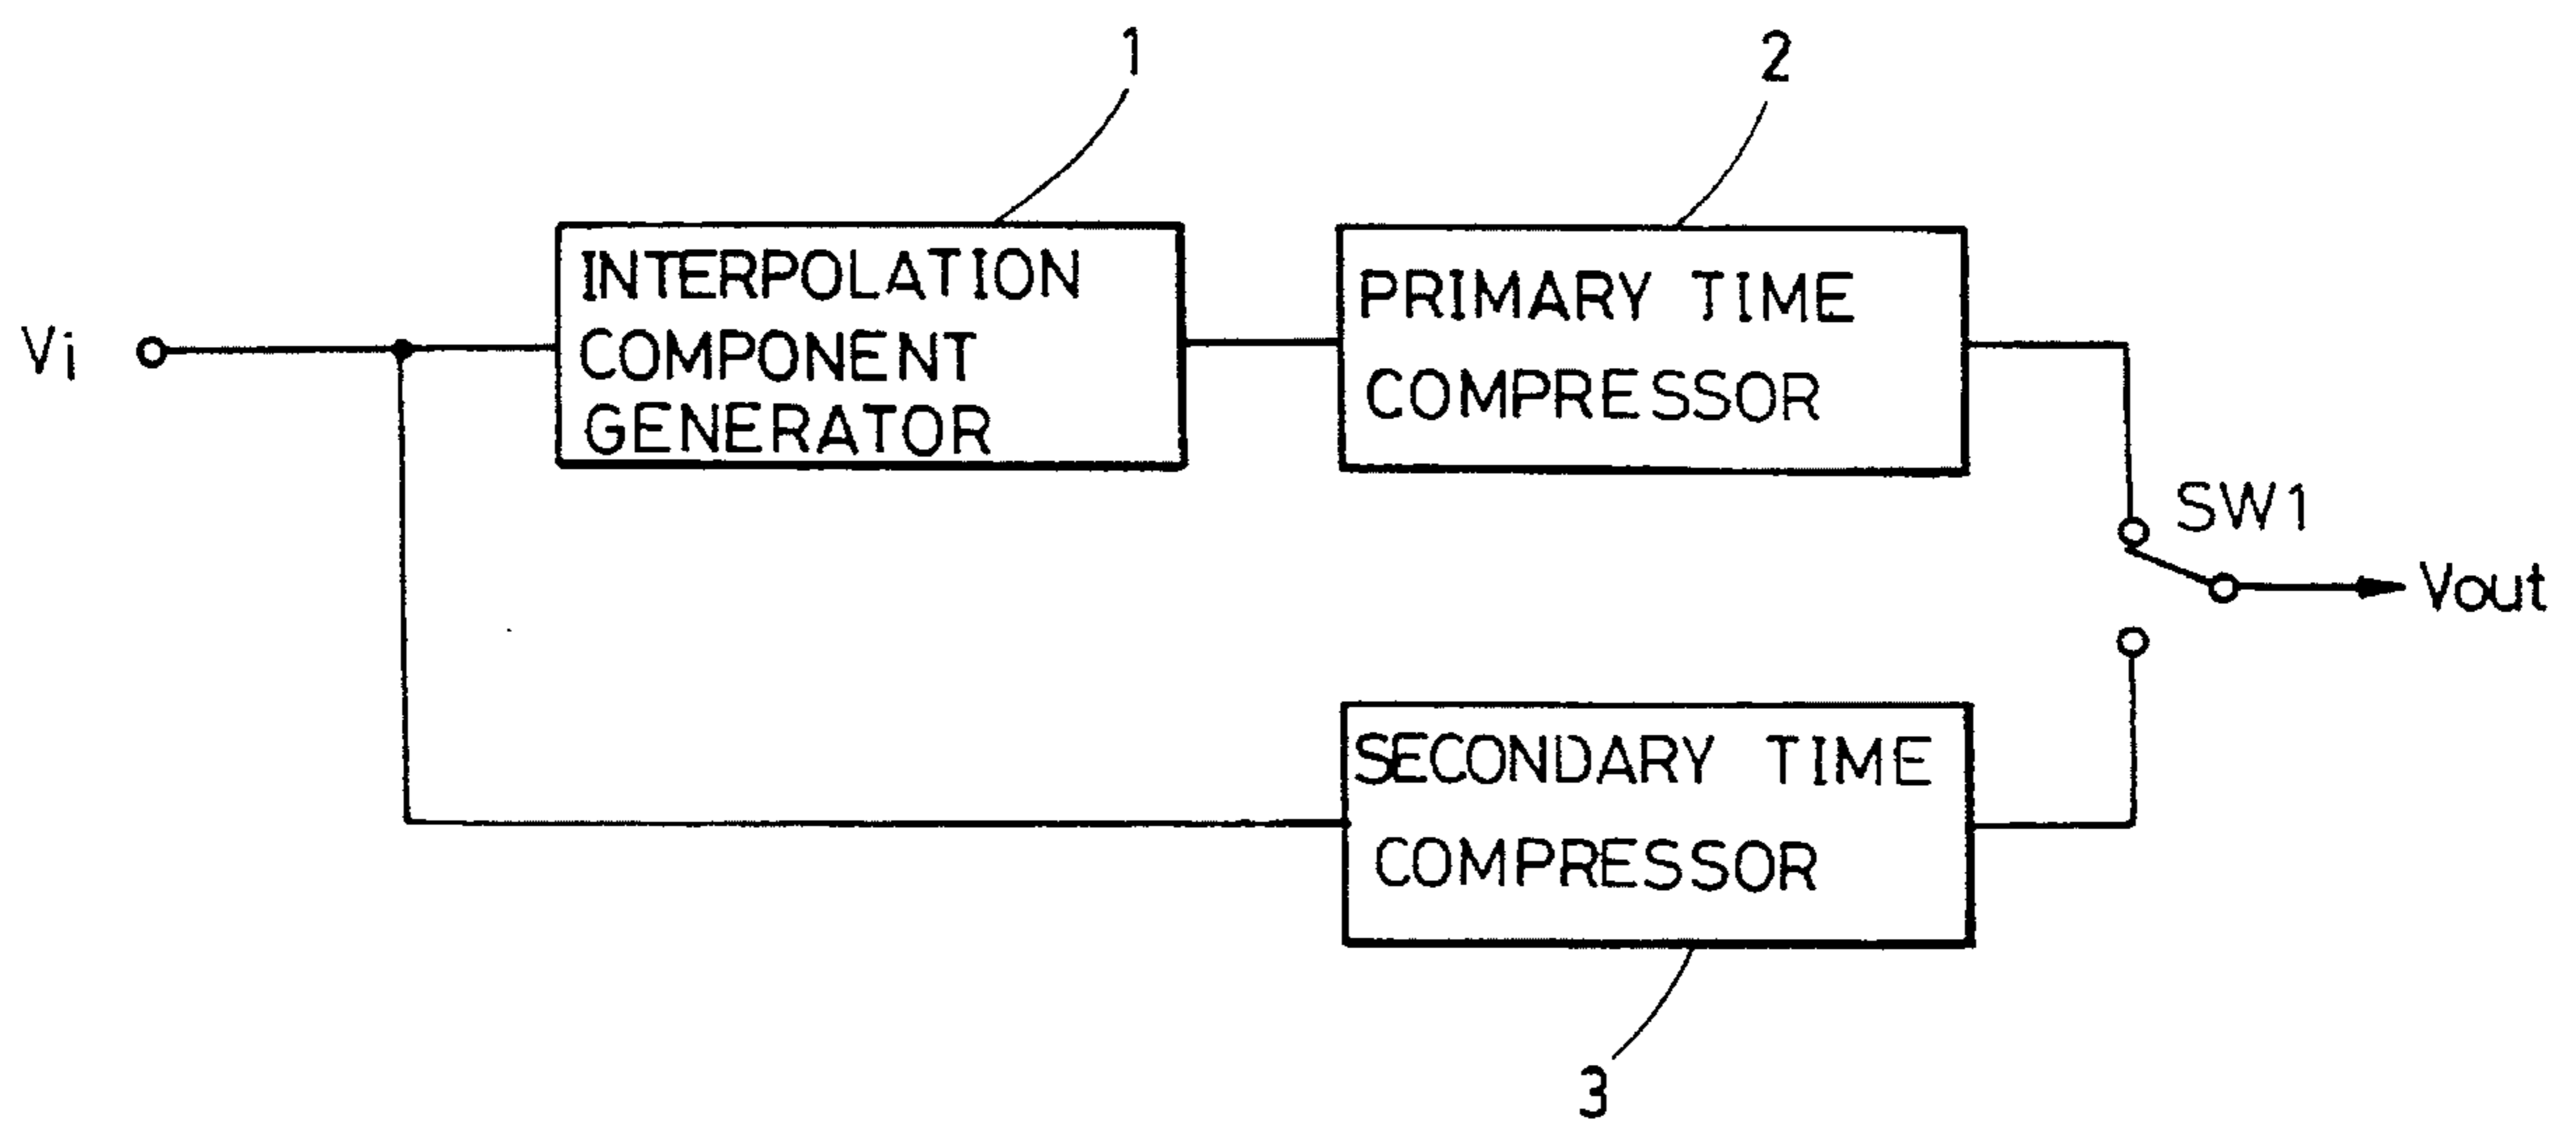 1
2
INTERPOLATION
COMPONENT
GENERATOR
PRIMARY TIME
COMPRESSOR
Vi
SW1
Vout
SECONDARY TIME
COMPRESSOR
3